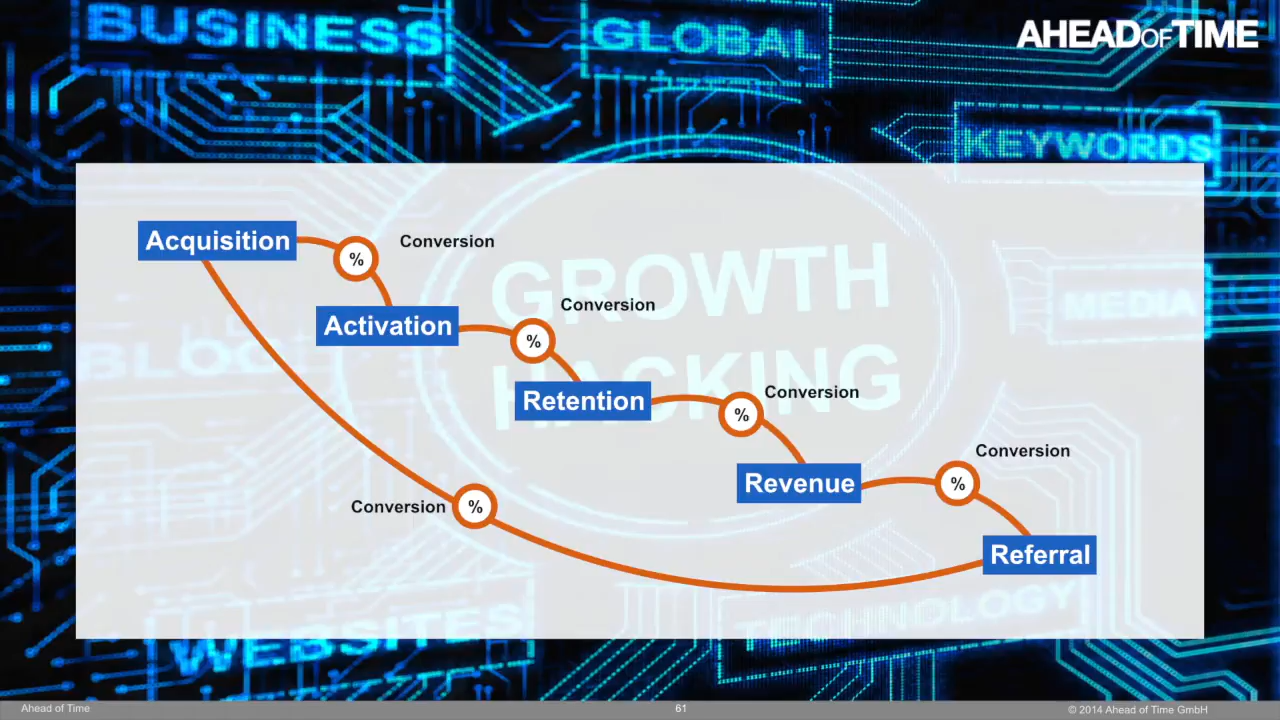 BUSINESS
GLOBAL
AHEADOFTIME
KEYWORDS
Acquisition
%
Conversion
GROWTH
MEDIA
Activation
%
Conversion
BLOG
HACKING
Retention
%
Conversion
Revenue
%
Conversion
Conversion
%
Referral
WEBSITES
TECHNOLOGY
Ahead of Time
61
© 2014 Ahead of Time GmbH